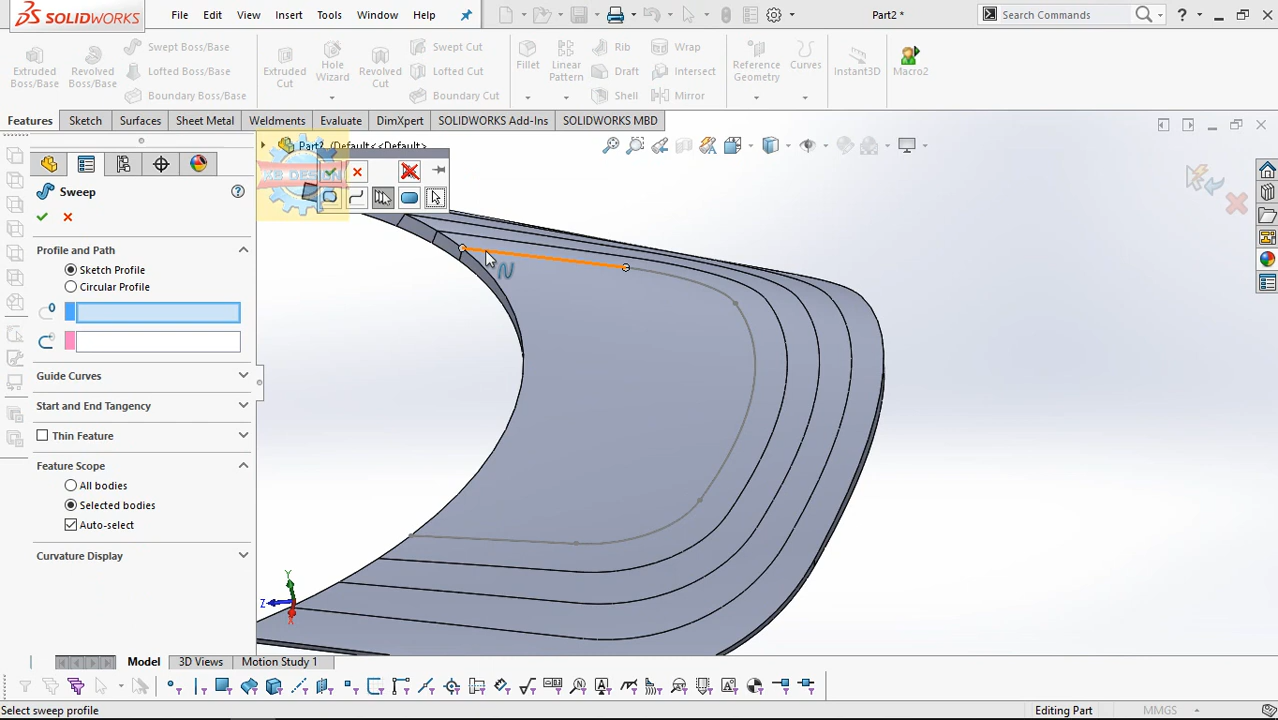 SOLIDWORKS File Edit View Insert Tools Window Help Part2 * Search Commands
Extruded Boss/Base Revolved Boss/Base Swept Boss/Base Lofted Boss/Base Boundary Boss/Base Extruded Cut Hole Wizard Revolved Cut Swept Cut Lofted Cut Boundary Cut Fillet Linear Pattern Rib Draft Shell Wrap Intersect Mirror Reference Geometry Curves Instant3D Macro2
Features Sketch Surfaces Sheet Metal Weldments Evaluate DimXpert SOLIDWORKS Add-Ins SOLIDWORKS MBD
Part2 (Default<<Default>
Sweep
Profile and Path
Sketch Profile
Circular Profile
Guide Curves
Start and End Tangency
Thin Feature
Feature Scope
All bodies
Selected bodies
Auto-select
Curvature Display
Y
Z
X
Model 3D Views Motion Study 1
Select sweep profile Editing Part MMGS